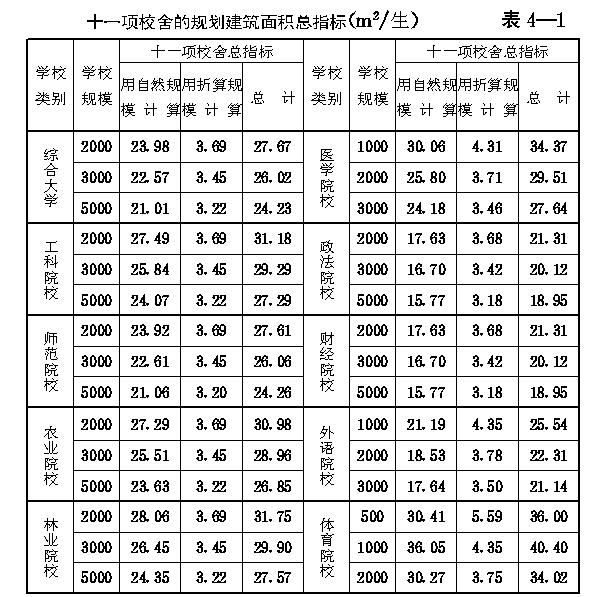 十一项校舍的规划建筑面积总指标(m²/生) 表4—1
学校类别 学校规模 十一项校舍总指标 学校类别 学校规模 十一项校舍总指标
用自然规模计算 用折算规模计算 总计 用自然规模计算 用折算规模计算 总计
综合大学 2000 23.98 3.69 27.67 医学院校 1000 30.06 4.31 34.37
3000 22.57 3.45 26.02 2000 25.80 3.71 29.51
5000 21.01 3.22 24.23 3000 24.18 3.46 27.64
工科院校 2000 27.49 3.69 31.18 政法院校 2000 17.63 3.68 21.31
3000 25.84 3.45 29.29 3000 16.70 3.42 20.12
5000 24.07 3.22 27.29 5000 15.77 3.18 18.95
师范院校 2000 23.92 3.69 27.61 财经院校 2000 17.63 3.68 21.31
3000 22.61 3.45 26.06 3000 16.70 3.42 20.12
5000 21.06 3.20 24.26 5000 15.77 3.18 18.95
农业院校 2000 27.29 3.69 30.98 外语院校 1000 21.19 4.35 25.54
3000 25.51 3.45 28.96 2000 18.53 3.78 22.31
5000 23.63 3.22 26.85 3000 17.64 3.50 21.14
林业院校 2000 28.06 3.69 31.75 体育院校 500 30.41 5.59 36.00
3000 26.45 3.45 29.90 1000 36.05 4.35 40.40
5000 24.35 3.22 27.57 2000 30.27 3.75 34.02